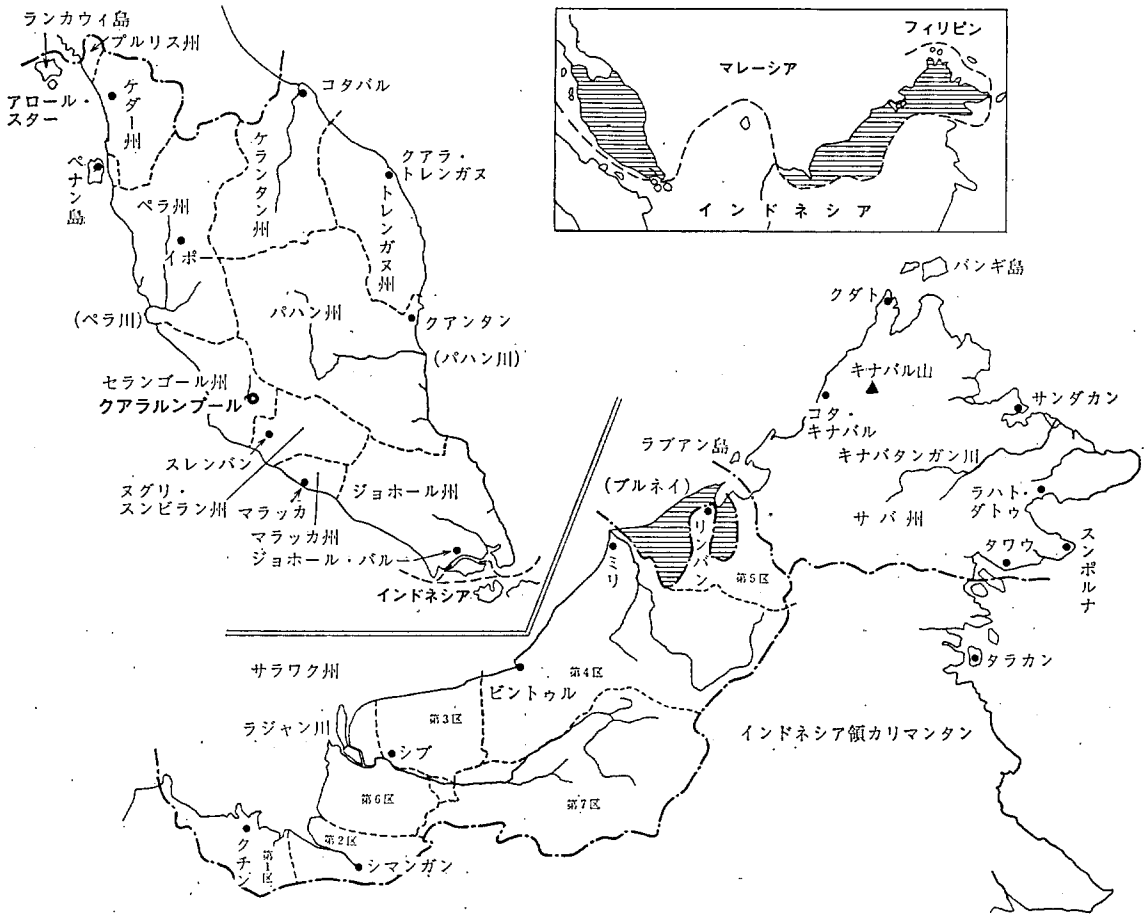 ランカウィ島
プルリス州
アロール・
スター
ケダー州
コタバル
ケランタン州
クアラ・
トレンガヌ
ペナン島
トレンガヌ州
ペラ州
イポー
パハン州
クアンタン
(ペラ川)
(パハン川)
セランゴール州
クアラルンプール
スレンバン
ヌグリ・
スンビラン州
マラッカ
マラッカ州
ジョホール州
ジョホール・バル
インドネシア
フィリピン
マレーシア
インドネシア
バンギ島
クダト
キナバル山
コタ・
キナバル
サンダカン
ラブアン島
キナバタンガン川
(ブルネイ)
ラハト・
ダトゥ
サバ州
リンバン
ミリ
タワウ
スンポルナ
第5区
タラカン
サラワク州
第4区
ビントゥル
ラジャン川
第3区
シブ
インドネシア領カリマンタン
第6区
第7区
第2区
クチン
第1区
シマンガン